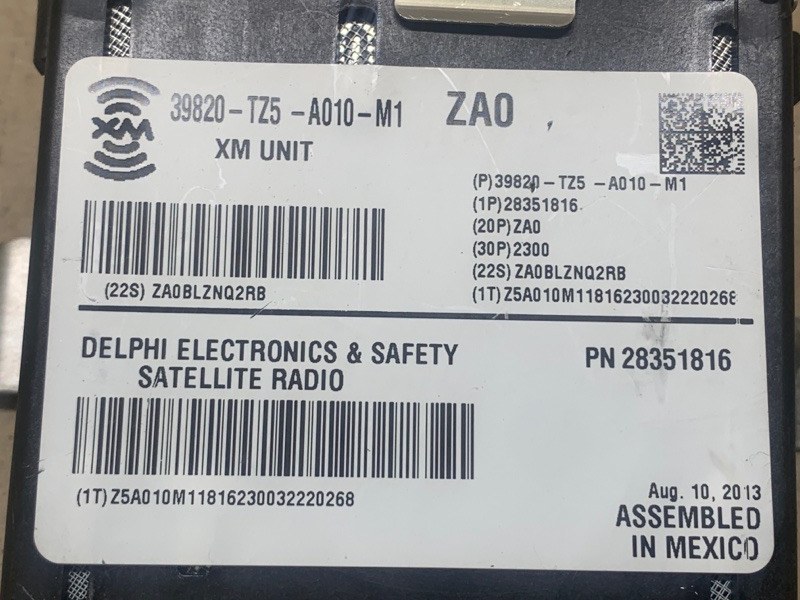 XM
39820-TZ5 -A010-M1 ZA0
XM UNIT
(P)39820-TZ5 -A010-M1
(1P)28351816
(20P)ZA0
(30P)2300
(22S) ZA0BLZNQ2RB
(22S) ZA0BLZNQ2RB
(1T)Z5A010M11816230032220268
DELPHI ELECTRONICS & SAFETY
SATELLITE RADIO
PN 28351816
(1T)Z5A010M11816230032220268
Aug. 10, 2013
ASSEMBLED
IN MEXICO